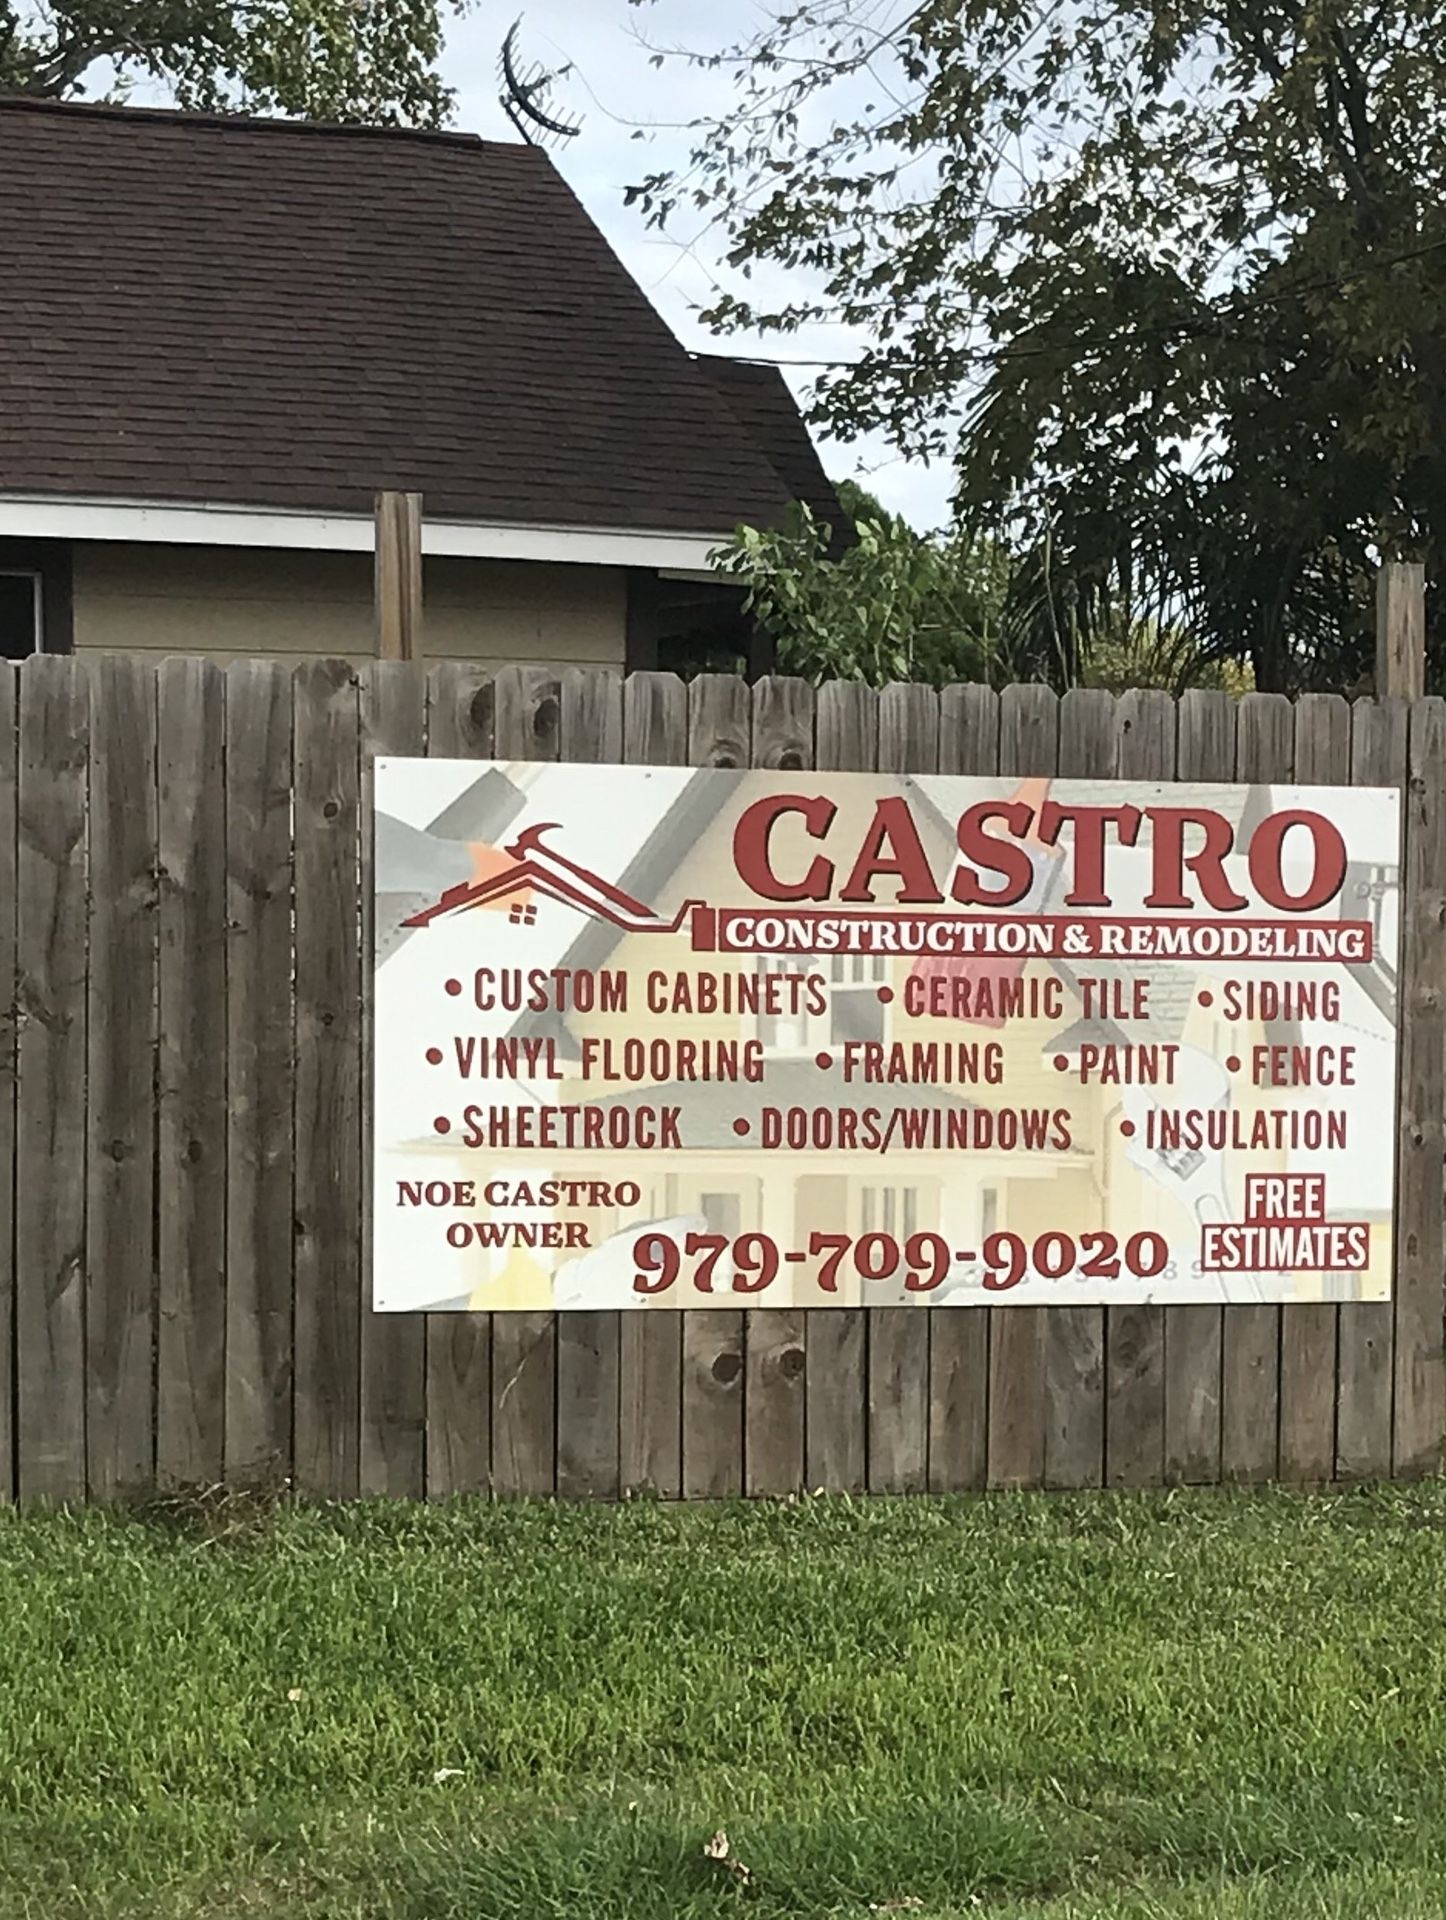 CASTRO
CONSTRUCTION & REMODELING
• CUSTOM CABINETS • CERAMIC TILE • SIDING
• VINYL FLOORING • FRAMING • PAINT • FENCE
• SHEETROCK • DOORS/WINDOWS • INSULATION
NOE CASTRO
OWNER
979-709-9020
FREE
ESTIMATES